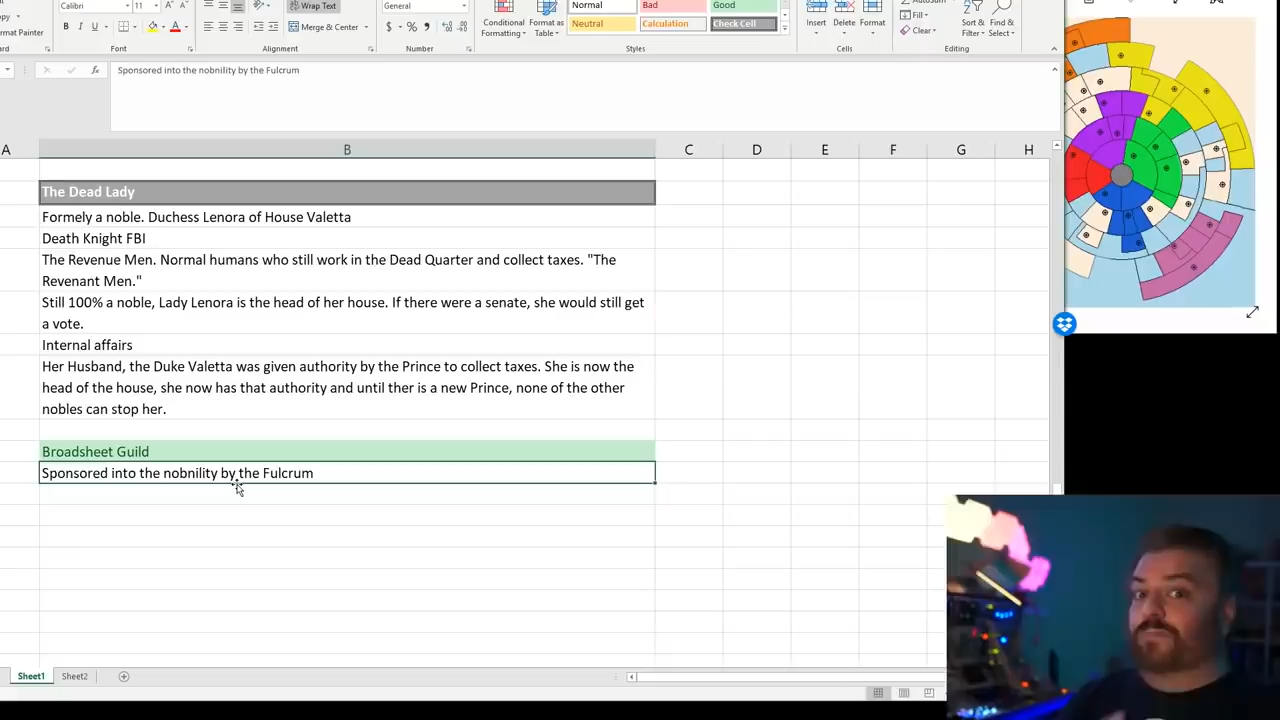 Calibri
11
Wrap Text
General
Normal
Bad
Good
mat Painter
B I U
Merge & Center
$ % ,
Conditional
Formatting
Format as
Table
Neutral
Calculation
Check Cell
Insert
Delete
Format
Fill
Clear
Sort &
Filter
Find &
Select
ard
Font
Alignment
Number
Styles
Cells
Editing
fx
Sponsored into the nobnility by the Fulcrum
A B C D E F G H
The Dead Lady
Formely a noble. Duchess Lenora of House Valetta
Death Knight FBI
The Revenue Men. Normal humans who still work in the Dead Quarter and collect taxes. "The
Revenant Men."
Still 100% a noble, Lady Lenora is the head of her house. If there were a senate, she would still get
a vote.
Internal affairs
Her Husband, the Duke Valetta was given authority by the Prince to collect taxes. She is now the
head of the house, she now has that authority and until ther is a new Prince, none of the other
nobles can stop her.
Broadsheet Guild
Sponsored into the nobnility by the Fulcrum
Sheet1
Sheet2